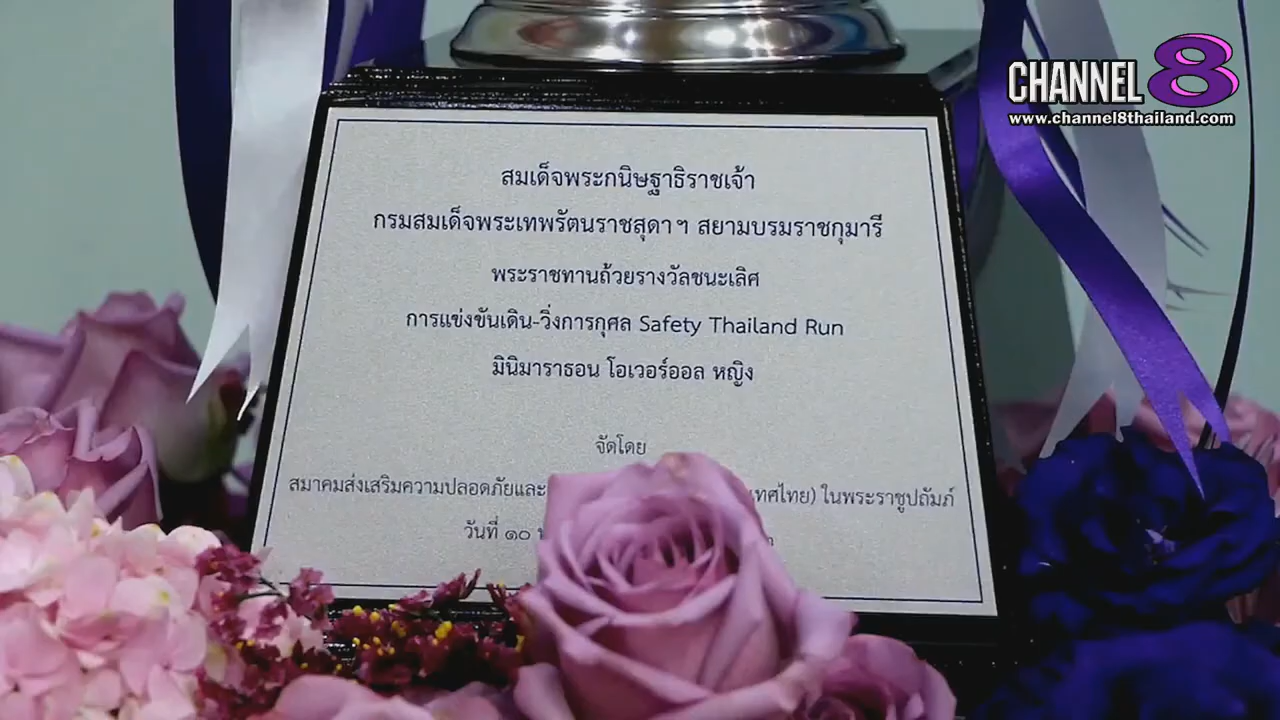 CHANNEL 8
www.channel8thailand.com
สมเด็จพระกนิษฐาธิราชเจ้า
กรมสมเด็จพระเทพรัตนราชสุดา ฯ สยามบรมราชกุมารี
พระราชทานถ้วยรางวัลชนะเลิศ
การแข่งขันเดิน-วิ่งการกุศล Safety Thailand Run
มินิมาราธอน โอเวอร์ออล หญิง
จัดโดย
สมาคมส่งเสริมความปลอดภัยและ เทศไทย) ในพระราชูปถัมภ์
วันที่ ๑๐